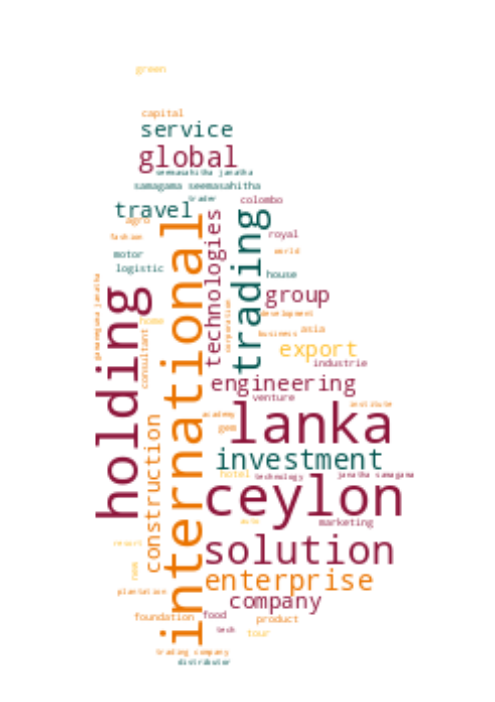 green
capital
service
global
seemasahitha janatha
samagama seemasahitha
trader
colombo
travel
agro
fashion
royal
world
motor
logistic
technologies
trading
international
holding
house
group
gamameguma janatha
corporation
development
home
business
asia
consultant
export
industrie
engineering
venture
institute
academy
lanka
gem
construction
investment
hotel
technology
janatha samagama
ceylon
marketing
solution
resort
new
enterprise
plantation
company
foundation
food
product
tech
tour
trading company
distributor